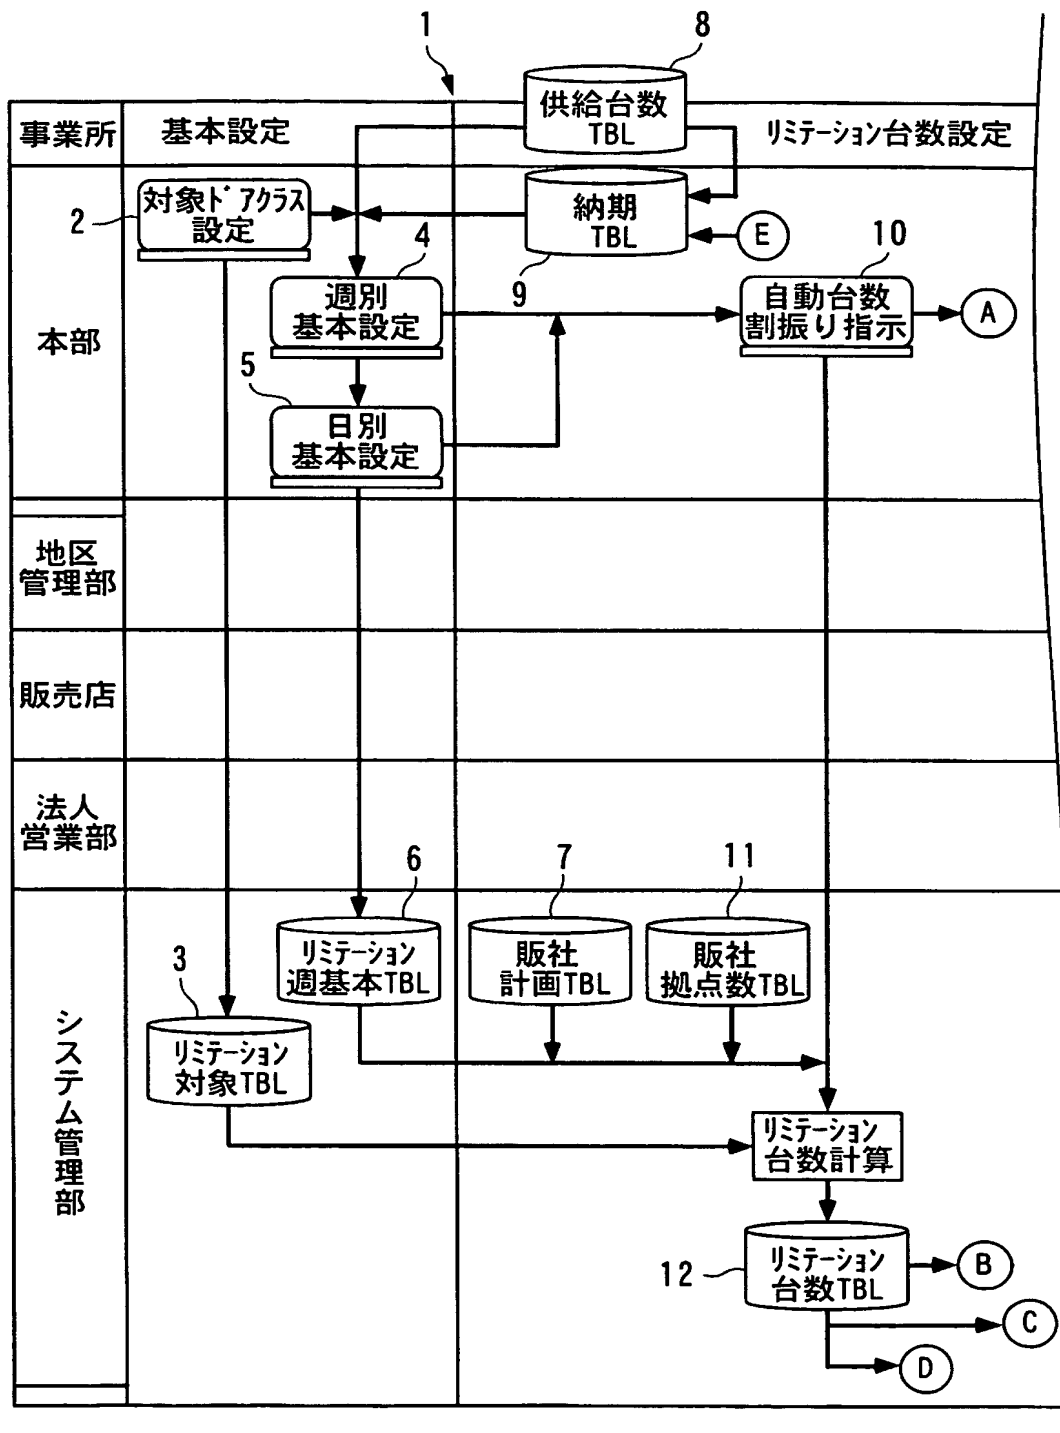 1
8
供給台数
TBL
事業所
基本設定
リミテーション台数設定
2
対象ドアクラス
設定
納期
TBL
E
4
9
10
週別
基本設定
自動台数
割振り指示
A
本部
5
日別
基本設定
地区
管理部
販売店
法人
営業部
6
7
11
リミテーション
週基本TBL
販社
計画TBL
販社
拠点数TBL
3
リミテーション
対象TBL
システム管理部
リミテーション
台数計算
12
リミテーション
台数TBL
B
C
D